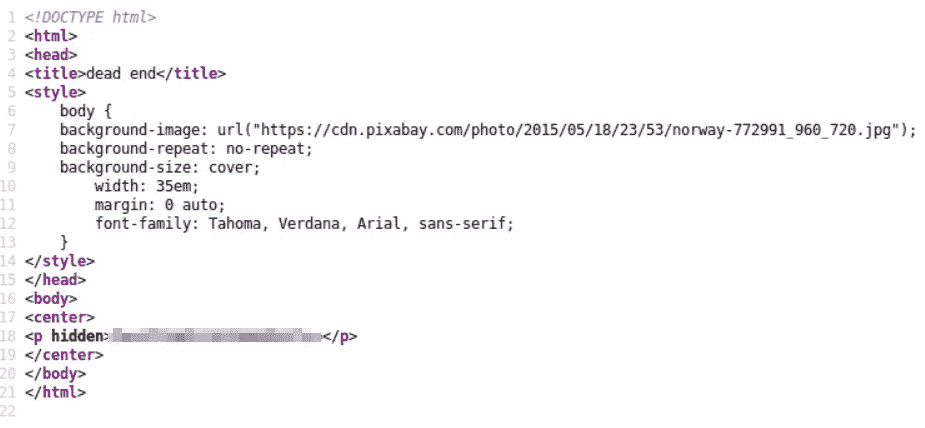 1 <!DOCTYPE html>
2 <html>
3 <head>
4 <title>dead end</title>
5 <style>
6 body {
7 background-image: url("https://cdn.pixabay.com/photo/2015/05/18/23/53/norway-772991_960_720.jpg");
8 background-repeat: no-repeat;
9 background-size: cover;
10 width: 35em;
11 margin: 0 auto;
12 font-family: Tahoma, Verdana, Arial, sans-serif;
13 }
14 </style>
15 </head>
16 <body>
17 <center>
18 <p hidden></p>
19 </center>
20 </body>
21 </html>
22